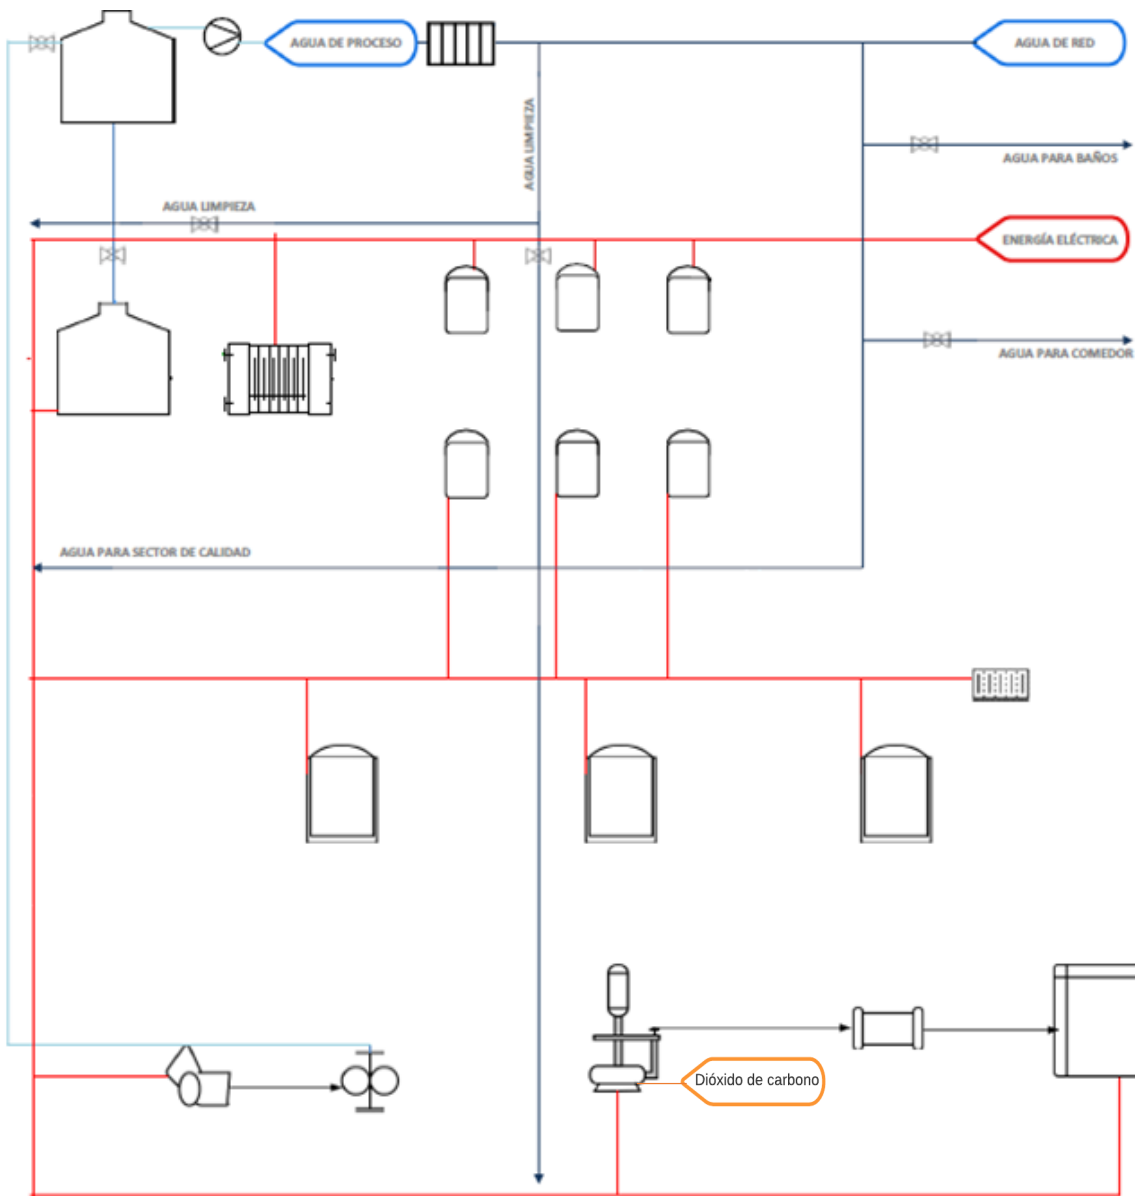 AGUA DE PROCESO
AGUA DE RED
AGUA LIMPIEZA
AGUA PARA BAÑOS
AGUA LIMPIEZA
ENERGÍA ELÉCTRICA
AGUA PARA COMEDOR
AGUA PARA SECTOR DE CALIDAD
Dióxido de carbono